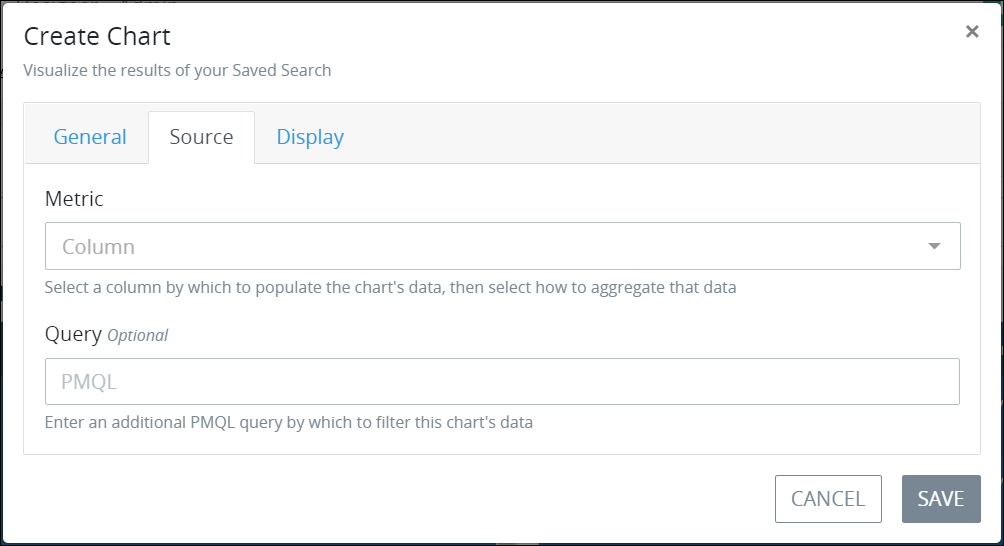 Create Chart
×
Visualize the results of your Saved Search
General Source Display
Metric
Column
Select a column by which to populate the chart's data, then select how to aggregate that data
Query Optional
PMQL
Enter an additional PMQL query by which to filter this chart's data
CANCEL SAVE